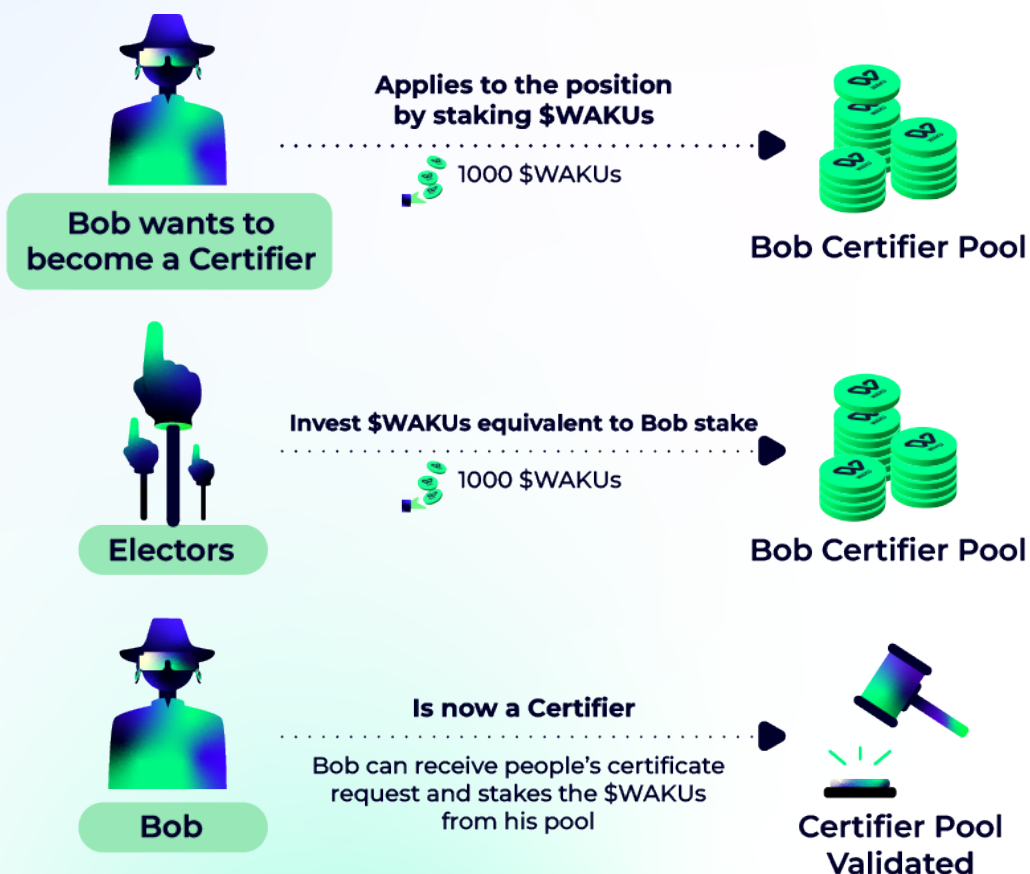 Applies to the position
by staking $WAKUs
1000 $WAKUs
Bob wants to
become a Certifier
Bob Certifier Pool
Invest $WAKUs equivalent to Bob stake
1000 $WAKUs
Electors
Bob Certifier Pool
Is now a Certifier
Bob can receive people’s certificate
request and stakes the $WAKUs
from his pool
Bob
Certifier Pool
Validated